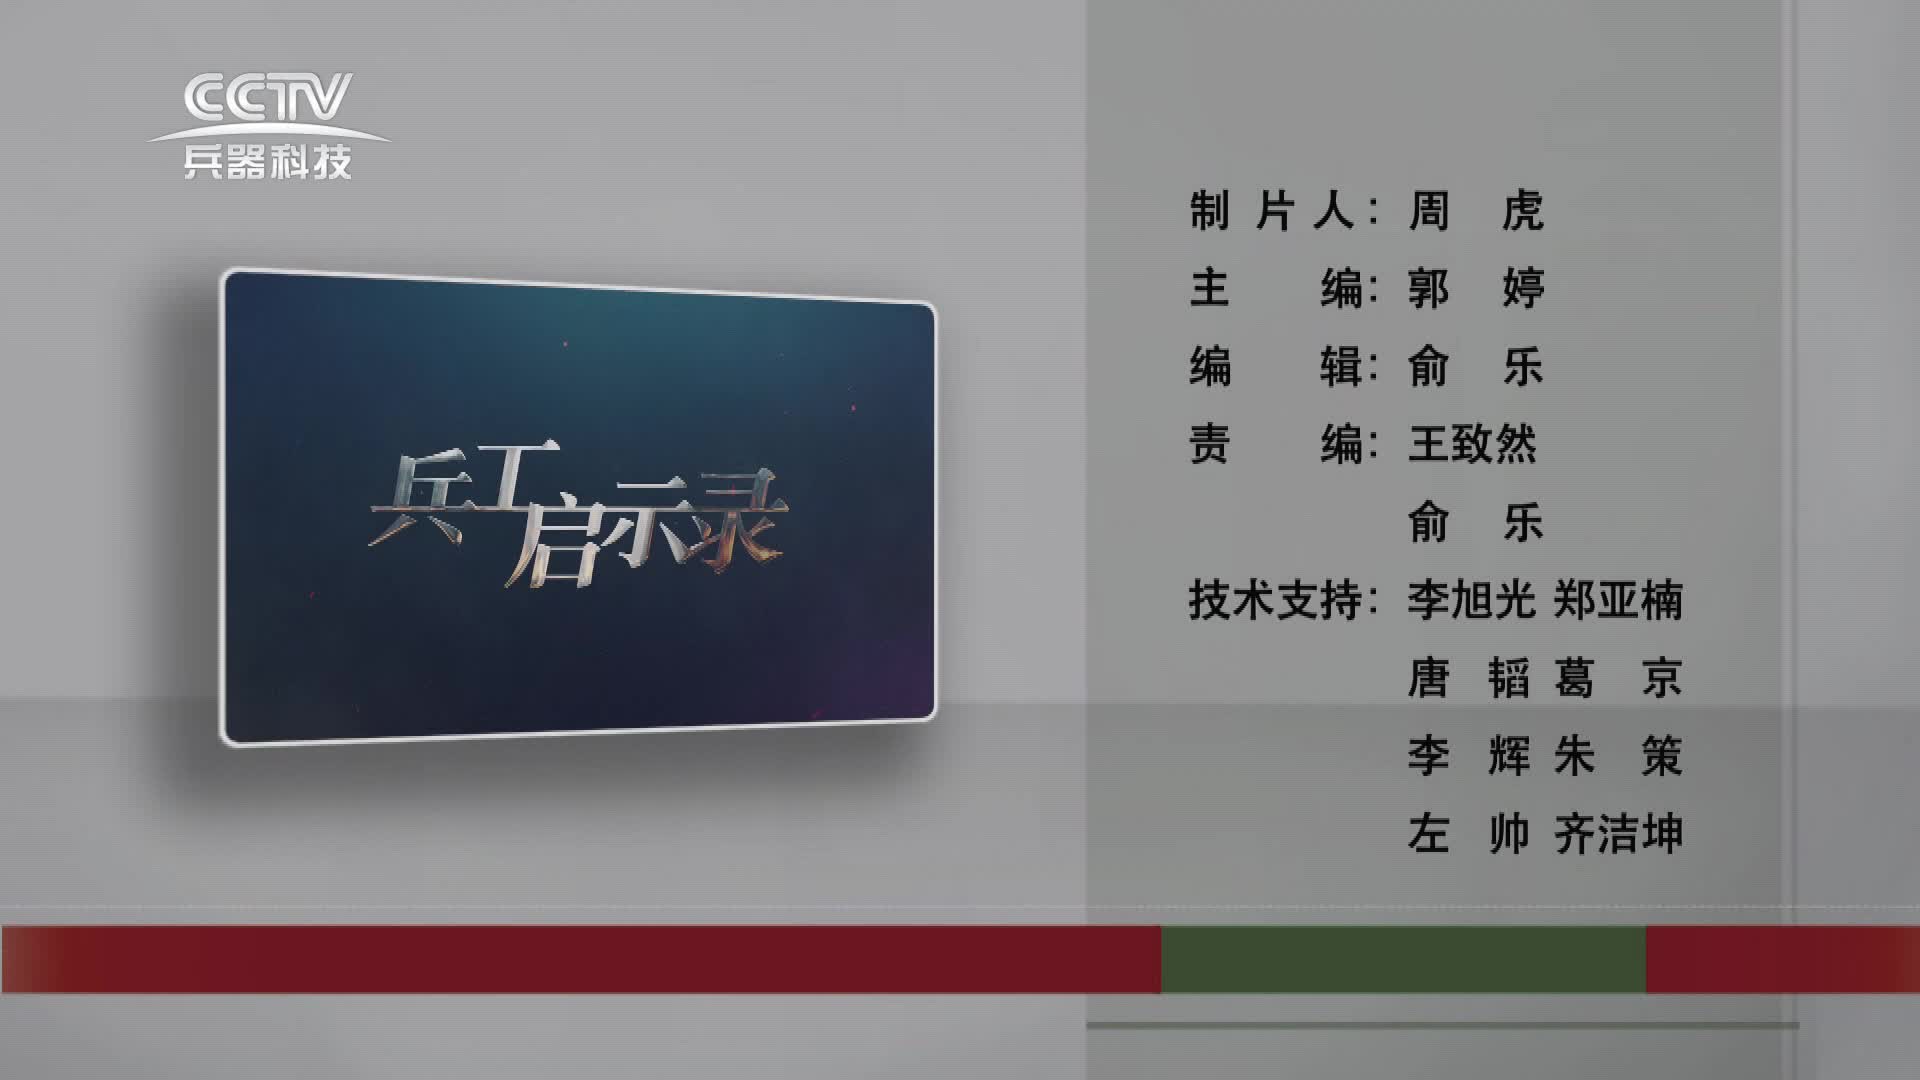 CCTV
兵器科技
兵工启示录
制片人：周虎
主编：郭婷
编辑：俞乐
责编：王致然
俞乐
技术支持：李旭光 郑亚楠
唐韬 葛京
李辉 朱策
左帅 齐洁坤